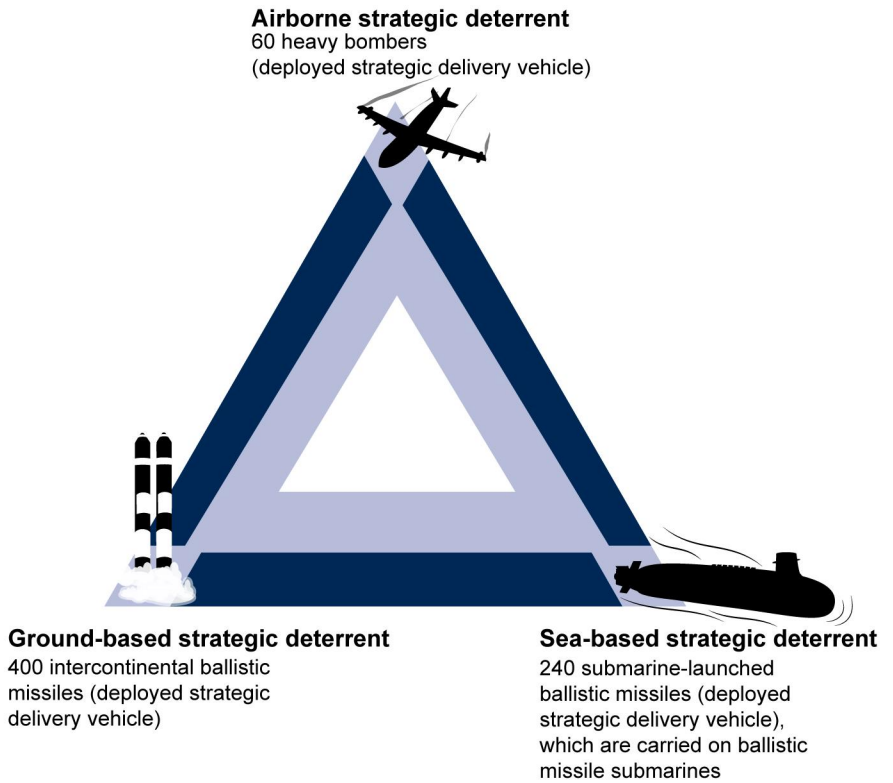 Airborne strategic deterrent
60 heavy bombers
(deployed strategic delivery vehicle)
Ground-based strategic deterrent
400 intercontinental ballistic
missiles (deployed strategic
delivery vehicle)
Sea-based strategic deterrent
240 submarine-launched
ballistic missiles (deployed
strategic delivery vehicle),
which are carried on ballistic
missile submarines